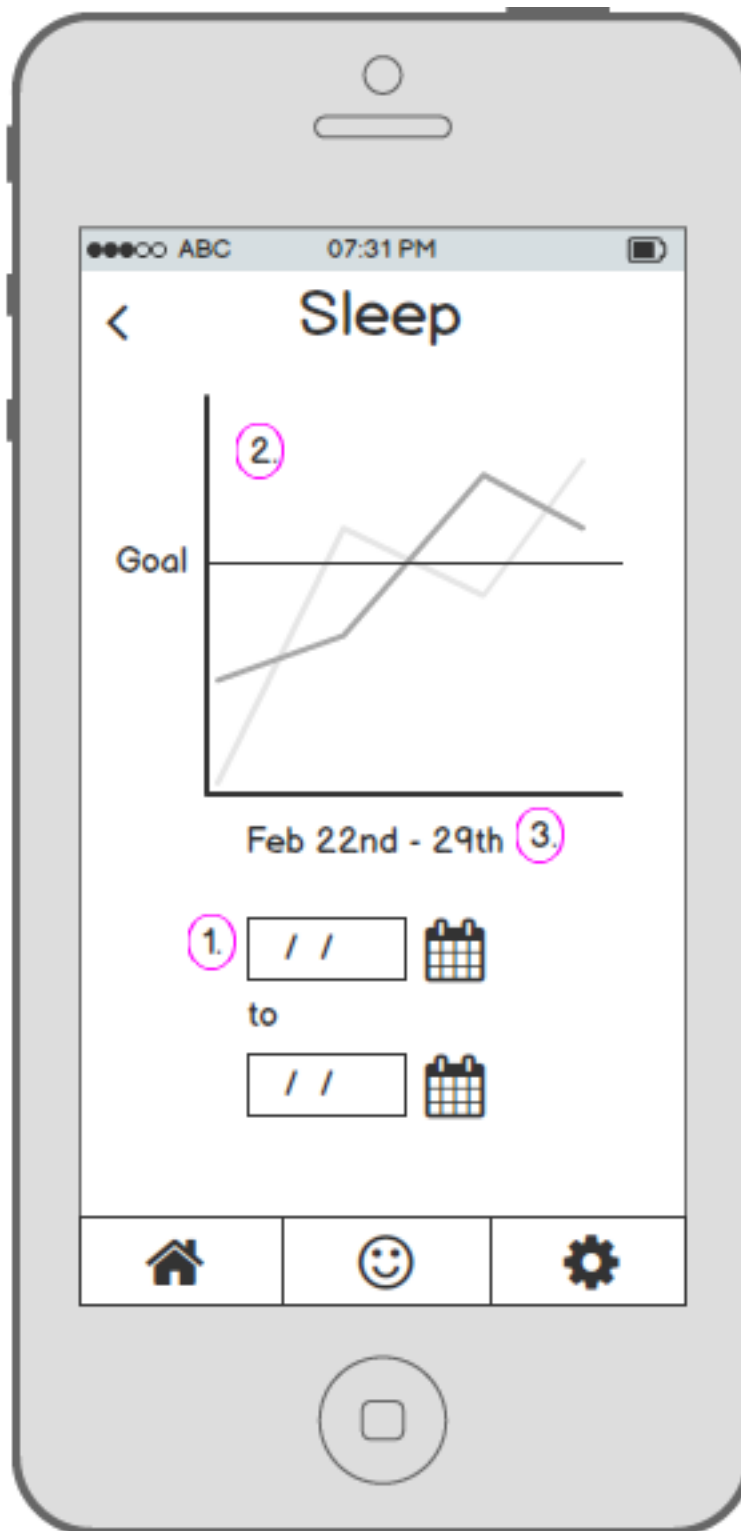 ABC 07:31 PM
Sleep
2.
Goal
Feb 22nd - 29th 3.
1. / /
to
/ /